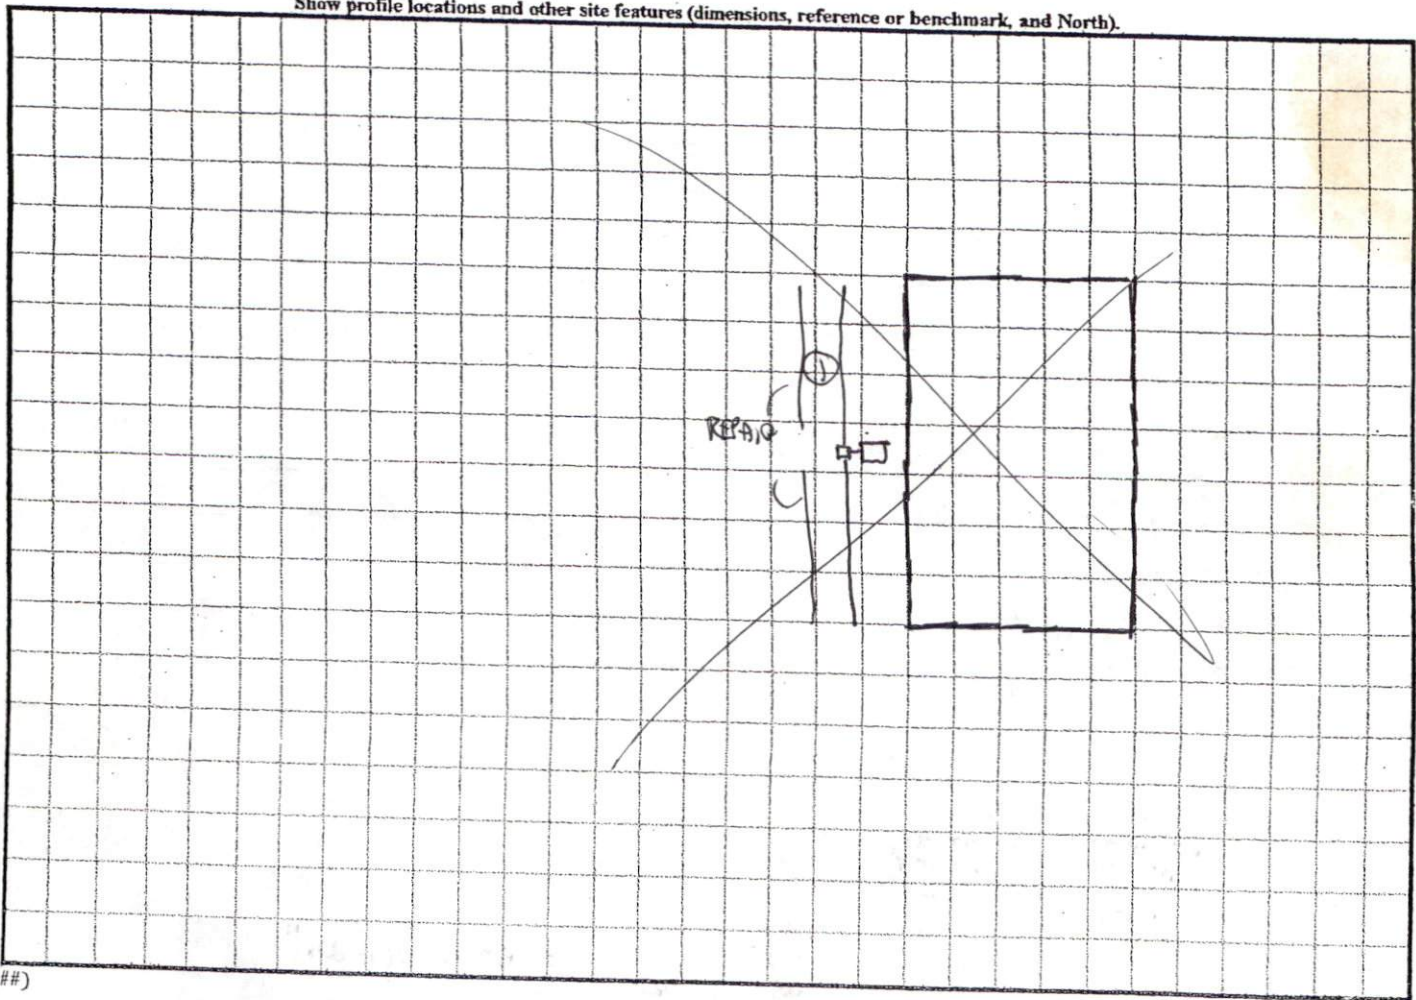 Show profile locations and other site features (dimensions, reference or benchmark, and North).
1
REPAIR
##)